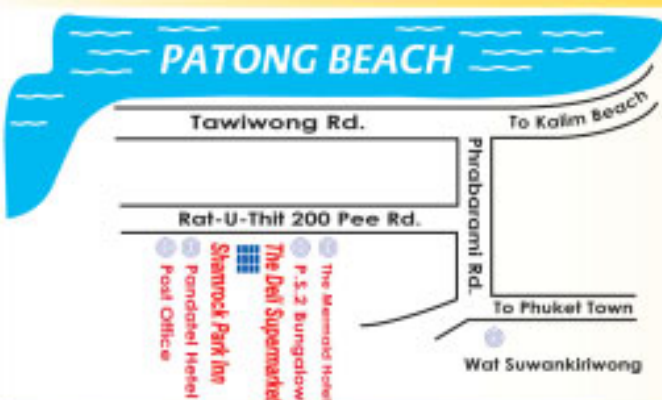 PATONG BEACH
Tawiwong Rd.
To Kalim Beach
Phrabarami Rd.
Rat-U-Thit 200 Pee Rd.
Post Office
Pandatel Hotel
Shamrock Park Inn
The Deli Supermarket
P.S.2 Bungalow
The Mermaid Hotel
To Phuket Town
Wat Suwankiriwong